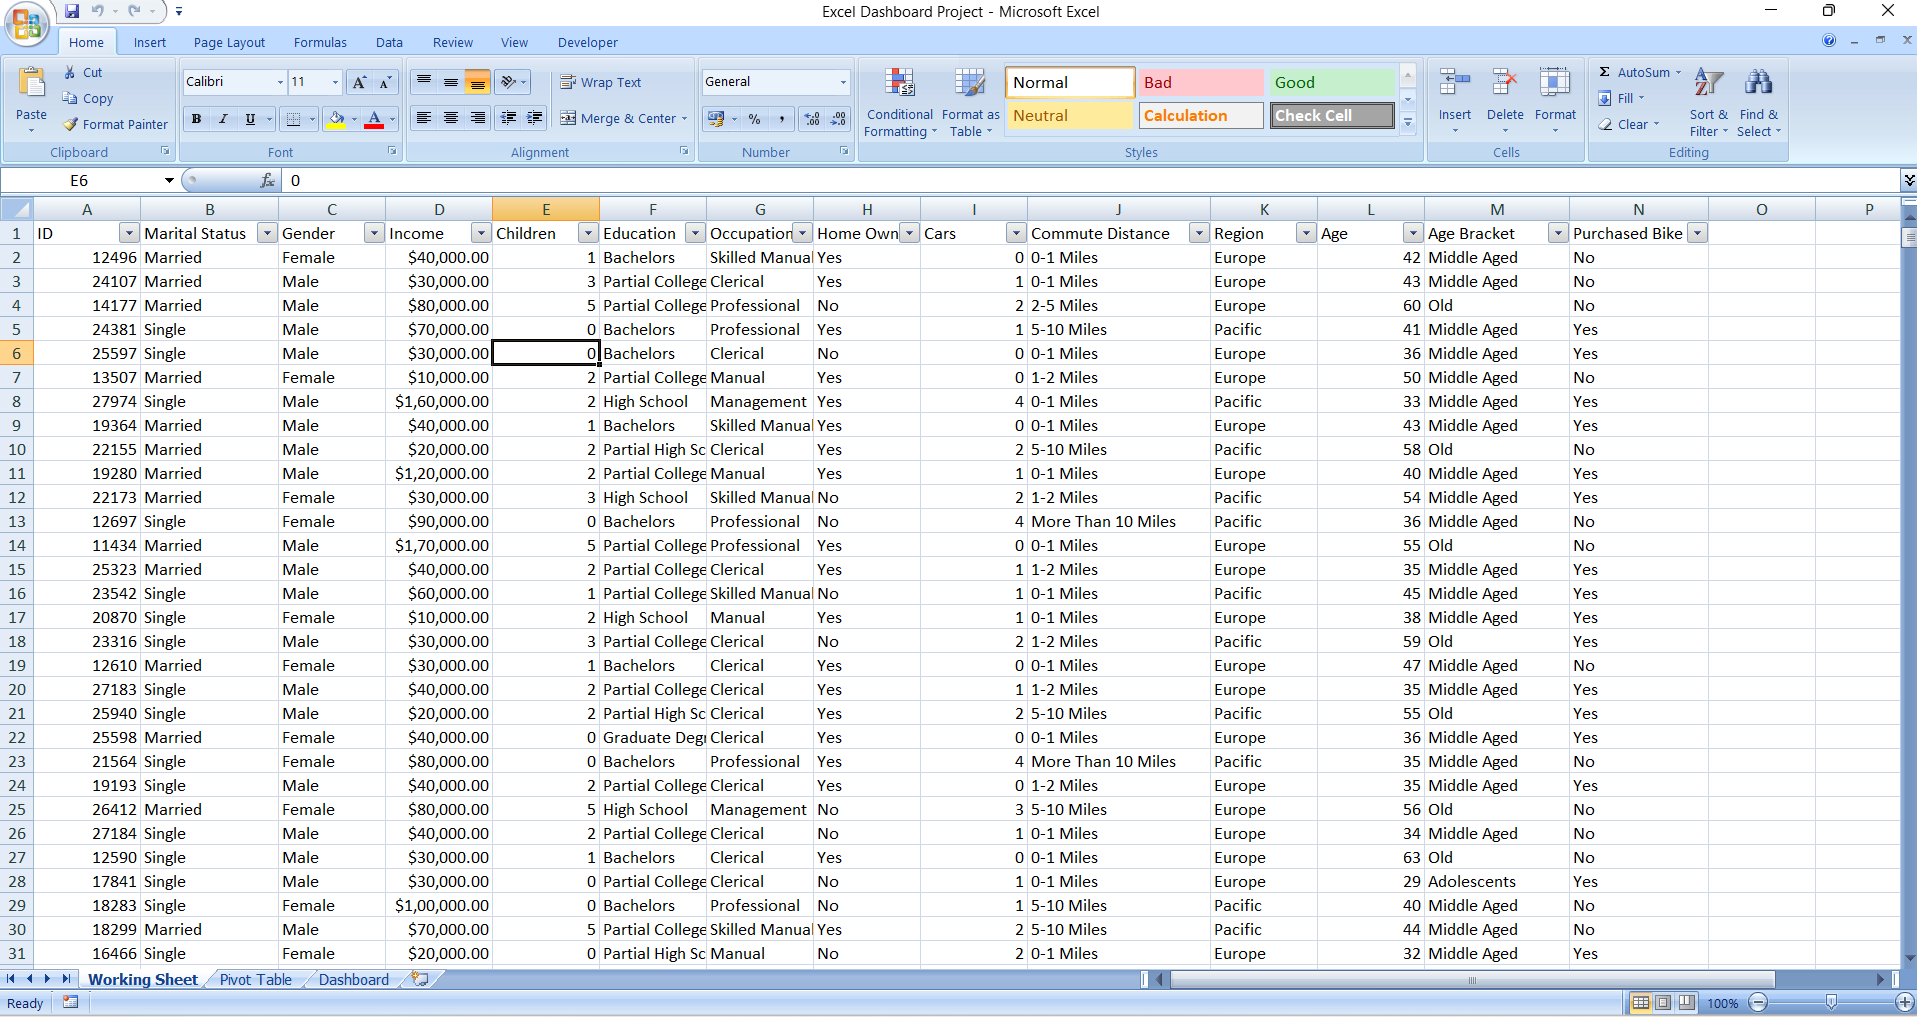 Excel Dashboard Project - Microsoft Excel
Home Insert Page Layout Formulas Data Review View Developer
Paste Cut Copy Format Painter Clipboard
Calibri 11 B I U A A A Font
Wrap Text Merge & Center Alignment
General % , Number
Conditional Formatting Format as Table Normal Bad Good Neutral Calculation Check Cell Styles
Insert Delete Format Cells
Σ AutoSum Fill Clear Sort & Filter Find & Select Editing
E6 fx 0
A B C D E F G H I J K L M N O P
1 ID Marital Status Gender Income Children Education Occupation Home Own Cars Commute Distance Region Age Age Bracket Purchased Bike
2 12496 Married Female $40,000.00 1 Bachelors Skilled Manual Yes 0 0-1 Miles Europe 42 Middle Aged No
3 24107 Married Male $30,000.00 3 Partial College Clerical Yes 1 0-1 Miles Europe 43 Middle Aged No
4 14177 Married Male $80,000.00 5 Partial College Professional No 2 2-5 Miles Europe 60 Old No
5 24381 Single Male $70,000.00 0 Bachelors Professional Yes 1 5-10 Miles Pacific 41 Middle Aged Yes
6 25597 Single Male $30,000.00 0 Bachelors Clerical No 0 0-1 Miles Europe 36 Middle Aged Yes
7 13507 Married Female $10,000.00 2 Partial College Manual Yes 0 1-2 Miles Europe 50 Middle Aged No
8 27974 Single Male $1,60,000.00 2 High School Management Yes 4 0-1 Miles Pacific 33 Middle Aged Yes
9 19364 Married Male $40,000.00 1 Bachelors Skilled Manual Yes 0 0-1 Miles Europe 43 Middle Aged Yes
10 22155 Married Male $20,000.00 2 Partial High Sc Clerical Yes 2 5-10 Miles Pacific 58 Old No
11 19280 Married Male $1,20,000.00 2 Partial College Manual Yes 1 0-1 Miles Europe 40 Middle Aged Yes
12 22173 Married Female $30,000.00 3 High School Skilled Manual No 2 1-2 Miles Pacific 54 Middle Aged Yes
13 12697 Single Female $90,000.00 0 Bachelors Professional No 4 More Than 10 Miles Pacific 36 Middle Aged No
14 11434 Married Male $1,70,000.00 5 Partial College Professional Yes 0 0-1 Miles Europe 55 Old No
15 25323 Married Male $40,000.00 2 Partial College Clerical Yes 1 1-2 Miles Europe 35 Middle Aged Yes
16 23542 Single Male $60,000.00 1 Partial College Skilled Manual No 1 0-1 Miles Pacific 45 Middle Aged Yes
17 20870 Single Female $10,000.00 2 High School Manual Yes 1 0-1 Miles Europe 38 Middle Aged Yes
18 23316 Single Male $30,000.00 3 Partial College Clerical No 2 1-2 Miles Pacific 59 Old Yes
19 12610 Married Female $30,000.00 1 Bachelors Clerical Yes 0 0-1 Miles Europe 47 Middle Aged No
20 27183 Single Male $40,000.00 2 Partial College Clerical Yes 1 1-2 Miles Europe 35 Middle Aged Yes
21 25940 Single Male $20,000.00 2 Partial High Sc Clerical Yes 2 5-10 Miles Pacific 55 Old Yes
22 25598 Married Female $40,000.00 0 Graduate Degr Clerical Yes 0 0-1 Miles Europe 36 Middle Aged Yes
23 21564 Single Female $80,000.00 0 Bachelors Professional Yes 4 More Than 10 Miles Pacific 35 Middle Aged No
24 19193 Single Male $40,000.00 2 Partial College Clerical Yes 0 1-2 Miles Europe 35 Middle Aged Yes
25 26412 Married Female $80,000.00 5 High School Management No 3 5-10 Miles Europe 56 Old No
26 27184 Single Male $40,000.00 2 Partial College Clerical No 1 0-1 Miles Europe 34 Middle Aged No
27 12590 Single Male $30,000.00 1 Bachelors Clerical Yes 0 0-1 Miles Europe 63 Old No
28 17841 Single Male $30,000.00 0 Partial College Clerical No 1 0-1 Miles Europe 29 Adolescents Yes
29 18283 Single Female $1,00,000.00 0 Bachelors Professional No 1 5-10 Miles Pacific 40 Middle Aged No
30 18299 Married Male $70,000.00 5 Partial College Skilled Manual Yes 2 5-10 Miles Pacific 44 Middle Aged No
31 16466 Single Female $20,000.00 0 Partial High Sc Manual No 2 0-1 Miles Europe 32 Middle Aged Yes
Working Sheet Pivot Table Dashboard
Ready 100%